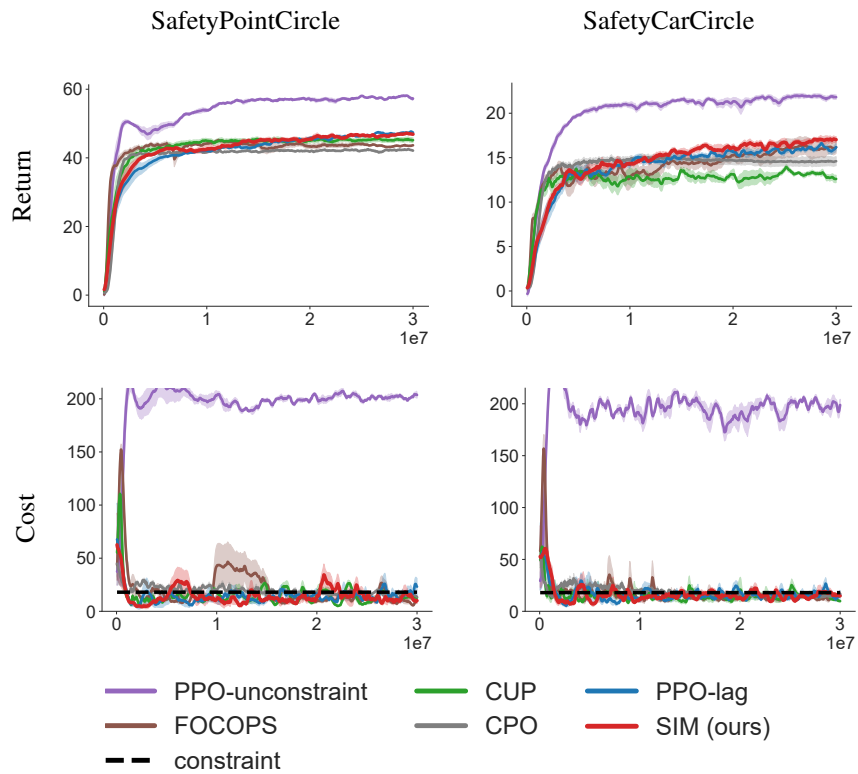 SafetyPointCircle SafetyCarCircle
Return
60
40
20
0
0 1 2 3
1e7
20
15
10
5
0
0 1 2 3
1e7
Cost
200
150
100
50
0
0 1 2 3
1e7
200
150
100
50
0
0 1 2 3
1e7
PPO-unconstraint CUP PPO-lag
FOCOPS CPO SIM (ours)
constraint